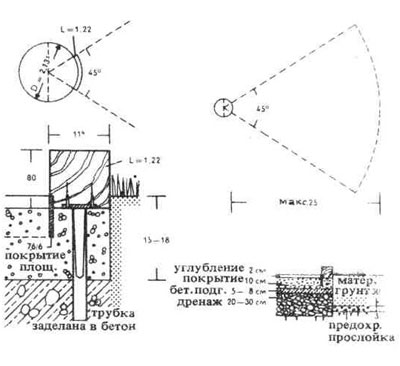 L = 1.22
D = 2.13
45°
45°
11*
L = 1,22
80
макс.25
15–18
76/6
покрытие
площ.
трубка
заделана в бетон
углубление 2 см
покрытие 10 см
бет.подг. 5– 8 см
дренаж 20–30 см
матер.
грунт
предохр.
прослойка